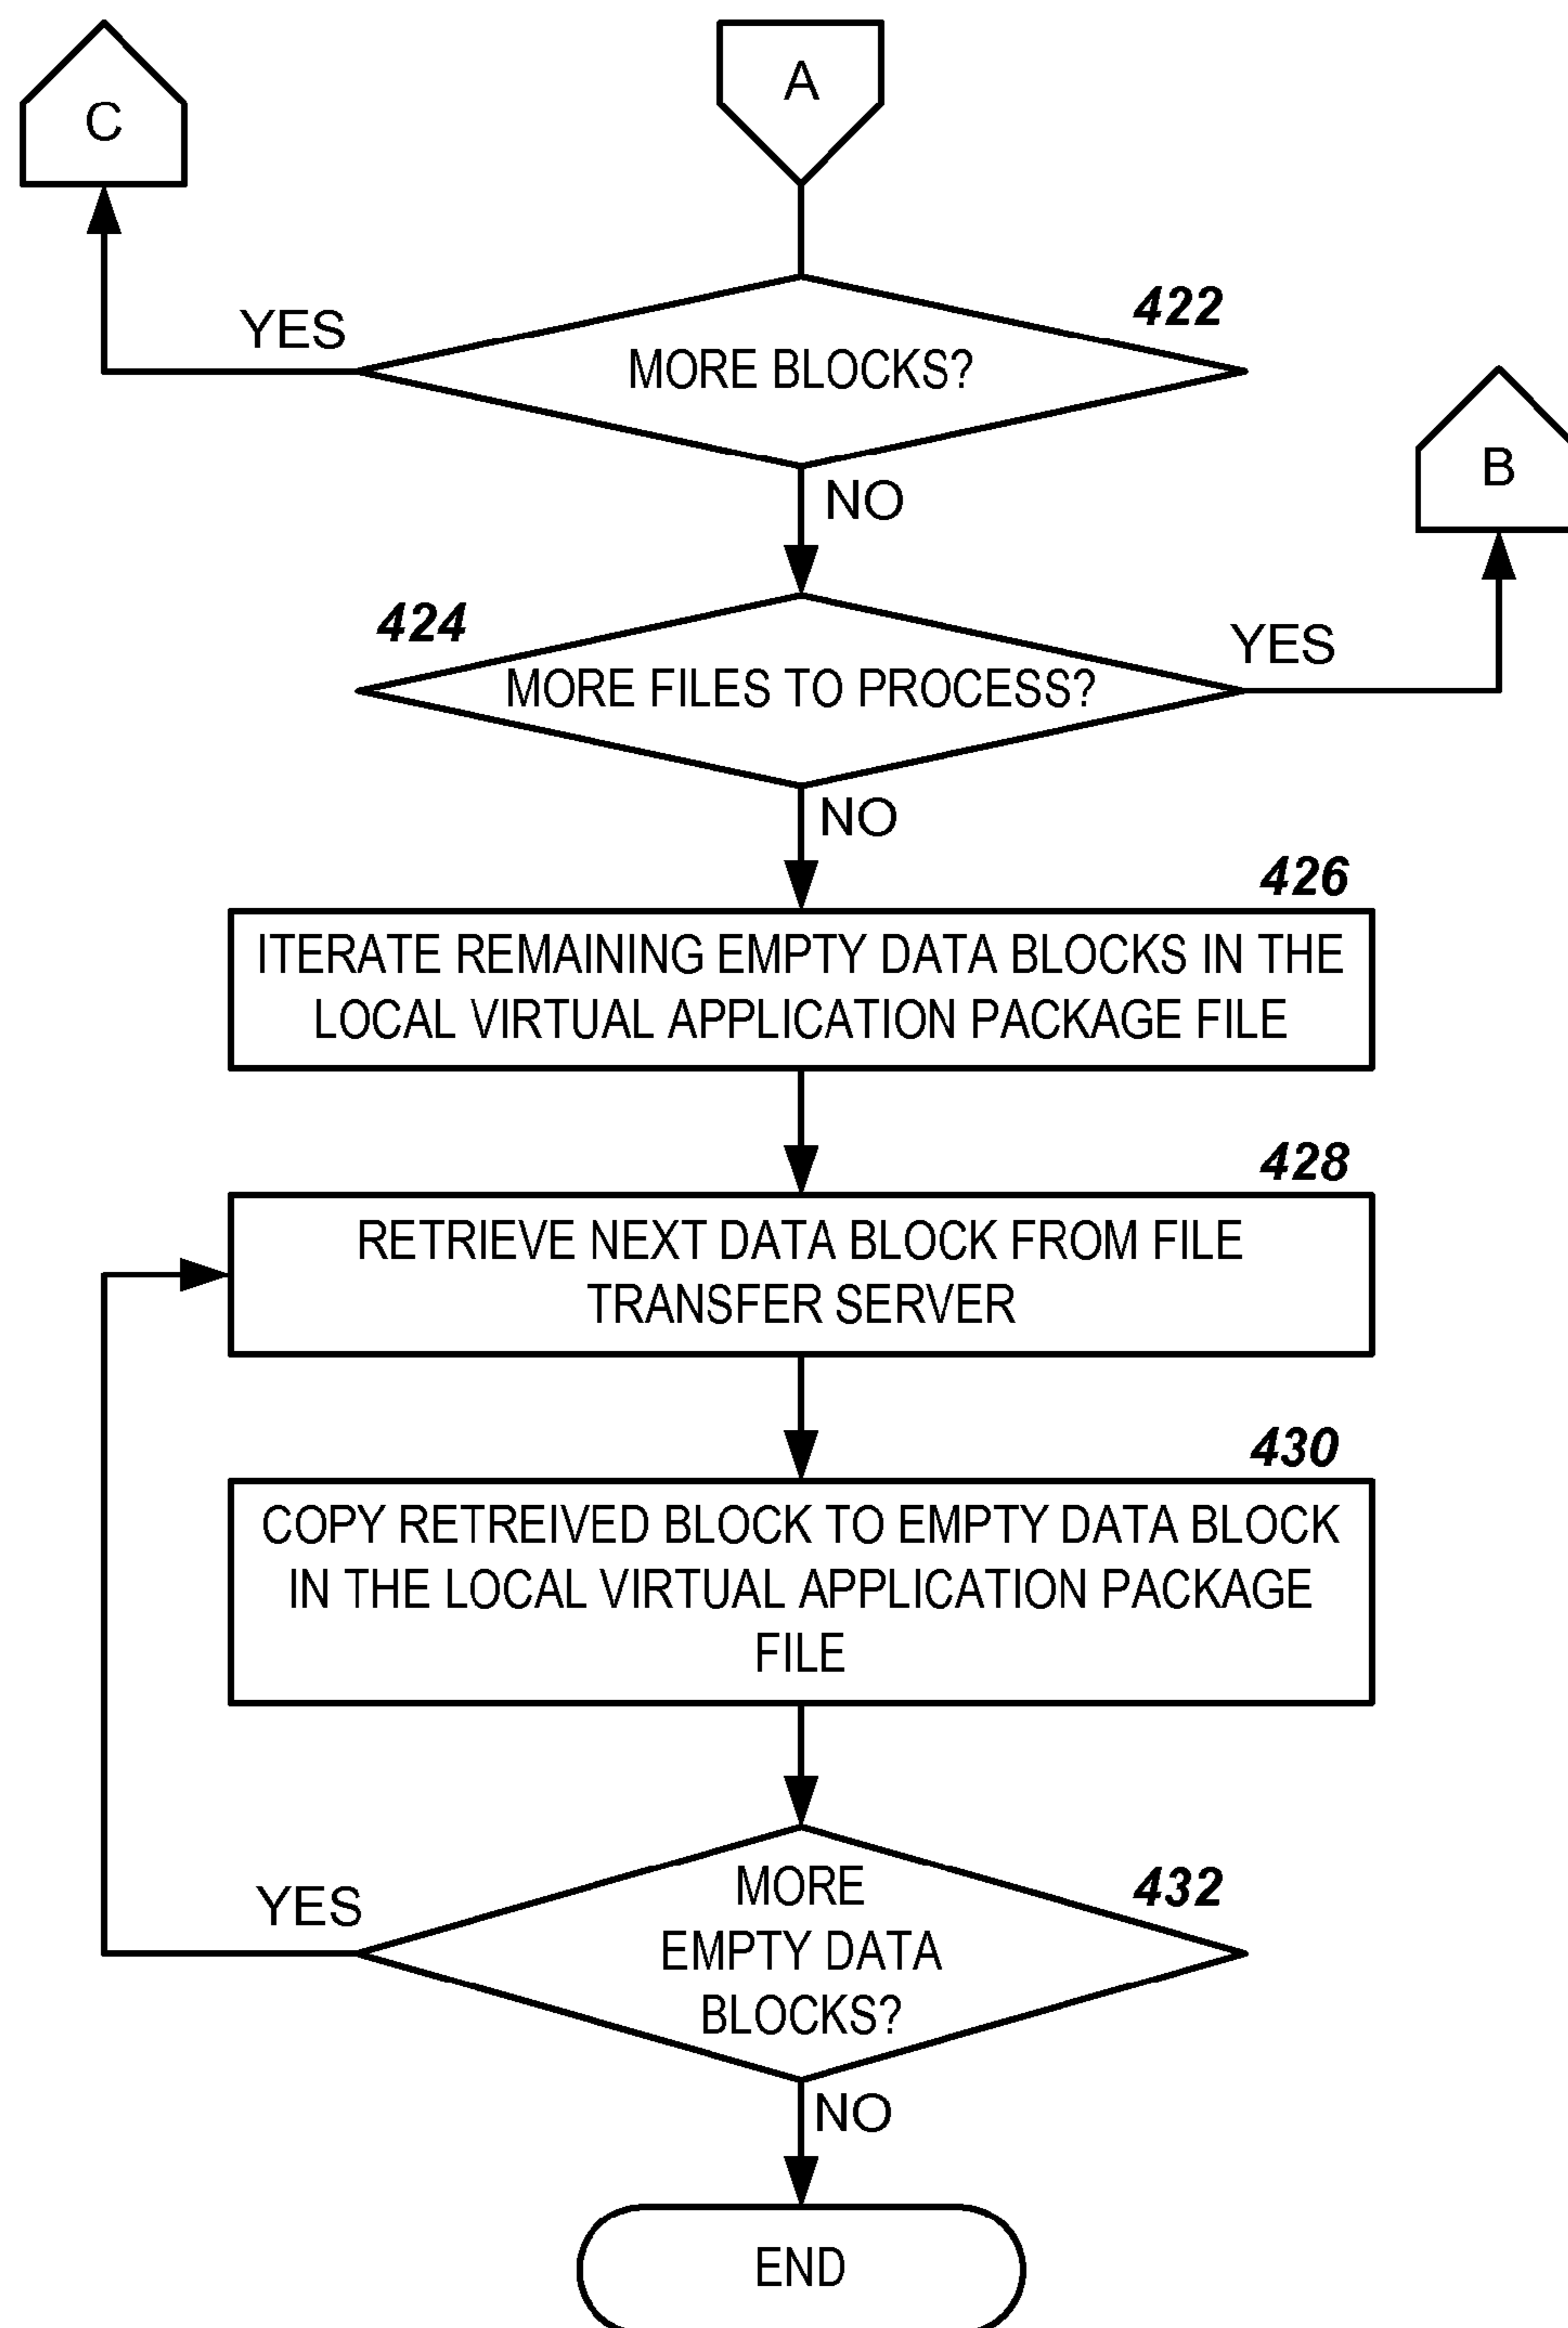 C
A
422
YES
MORE BLOCKS?
NO
B
424
YES
MORE FILES TO PROCESS?
NO
426
ITERATE REMAINING EMPTY DATA BLOCKS IN THE
LOCAL VIRTUAL APPLICATION PACKAGE FILE
428
RETRIEVE NEXT DATA BLOCK FROM FILE
TRANSFER SERVER
430
COPY RETREIVED BLOCK TO EMPTY DATA BLOCK
IN THE LOCAL VIRTUAL APPLICATION PACKAGE
FILE
432
YES
MORE
EMPTY DATA
BLOCKS?
NO
END